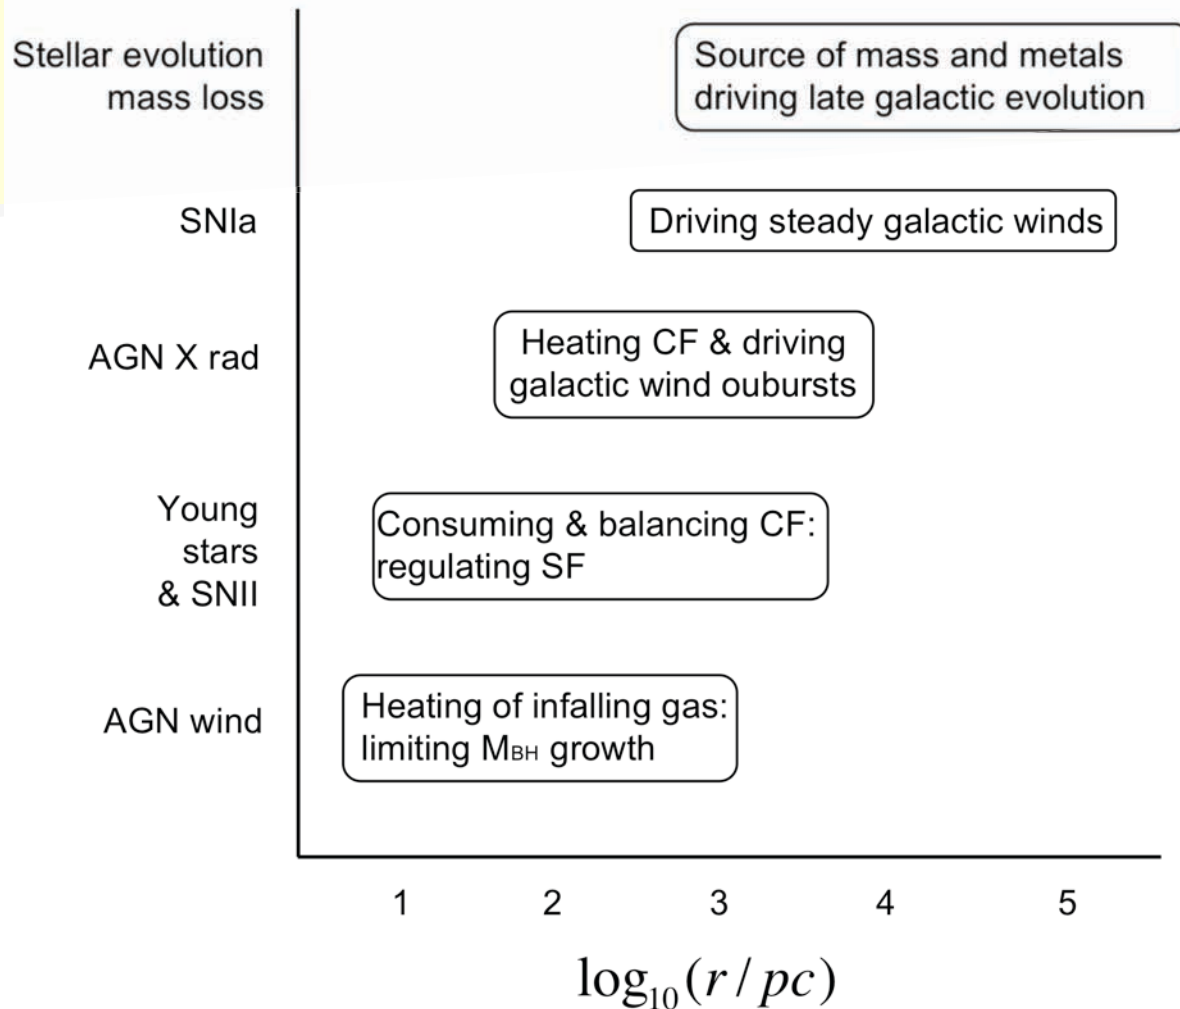 Stellar evolution
mass loss
Source of mass and metals
driving late galactic evolution
SNIa
Driving steady galactic winds
AGN X rad
Heating CF & driving
galactic wind oubursts
Young
stars
& SNII
Consuming & balancing CF:
regulating SF
AGN wind
Heating of infalling gas:
limiting MBH growth
1 2 3 4 5
log10(r/pc)